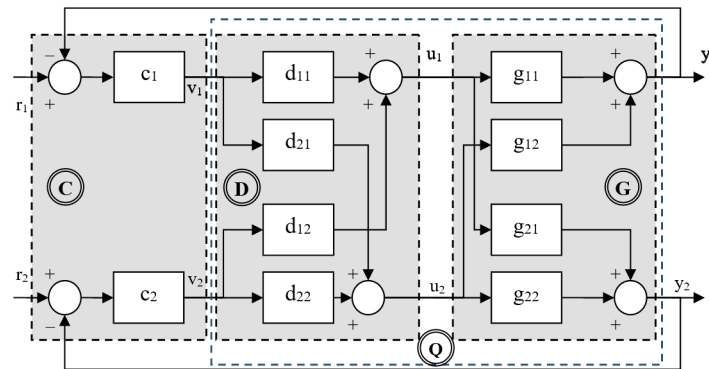 − + + u1 + y
c1 d11 g11
r1 + v1 + +
d21 g12
C D G
d12 g21
r2 + v2 + u2 + y2
c2 d22 g22
− + +
Q